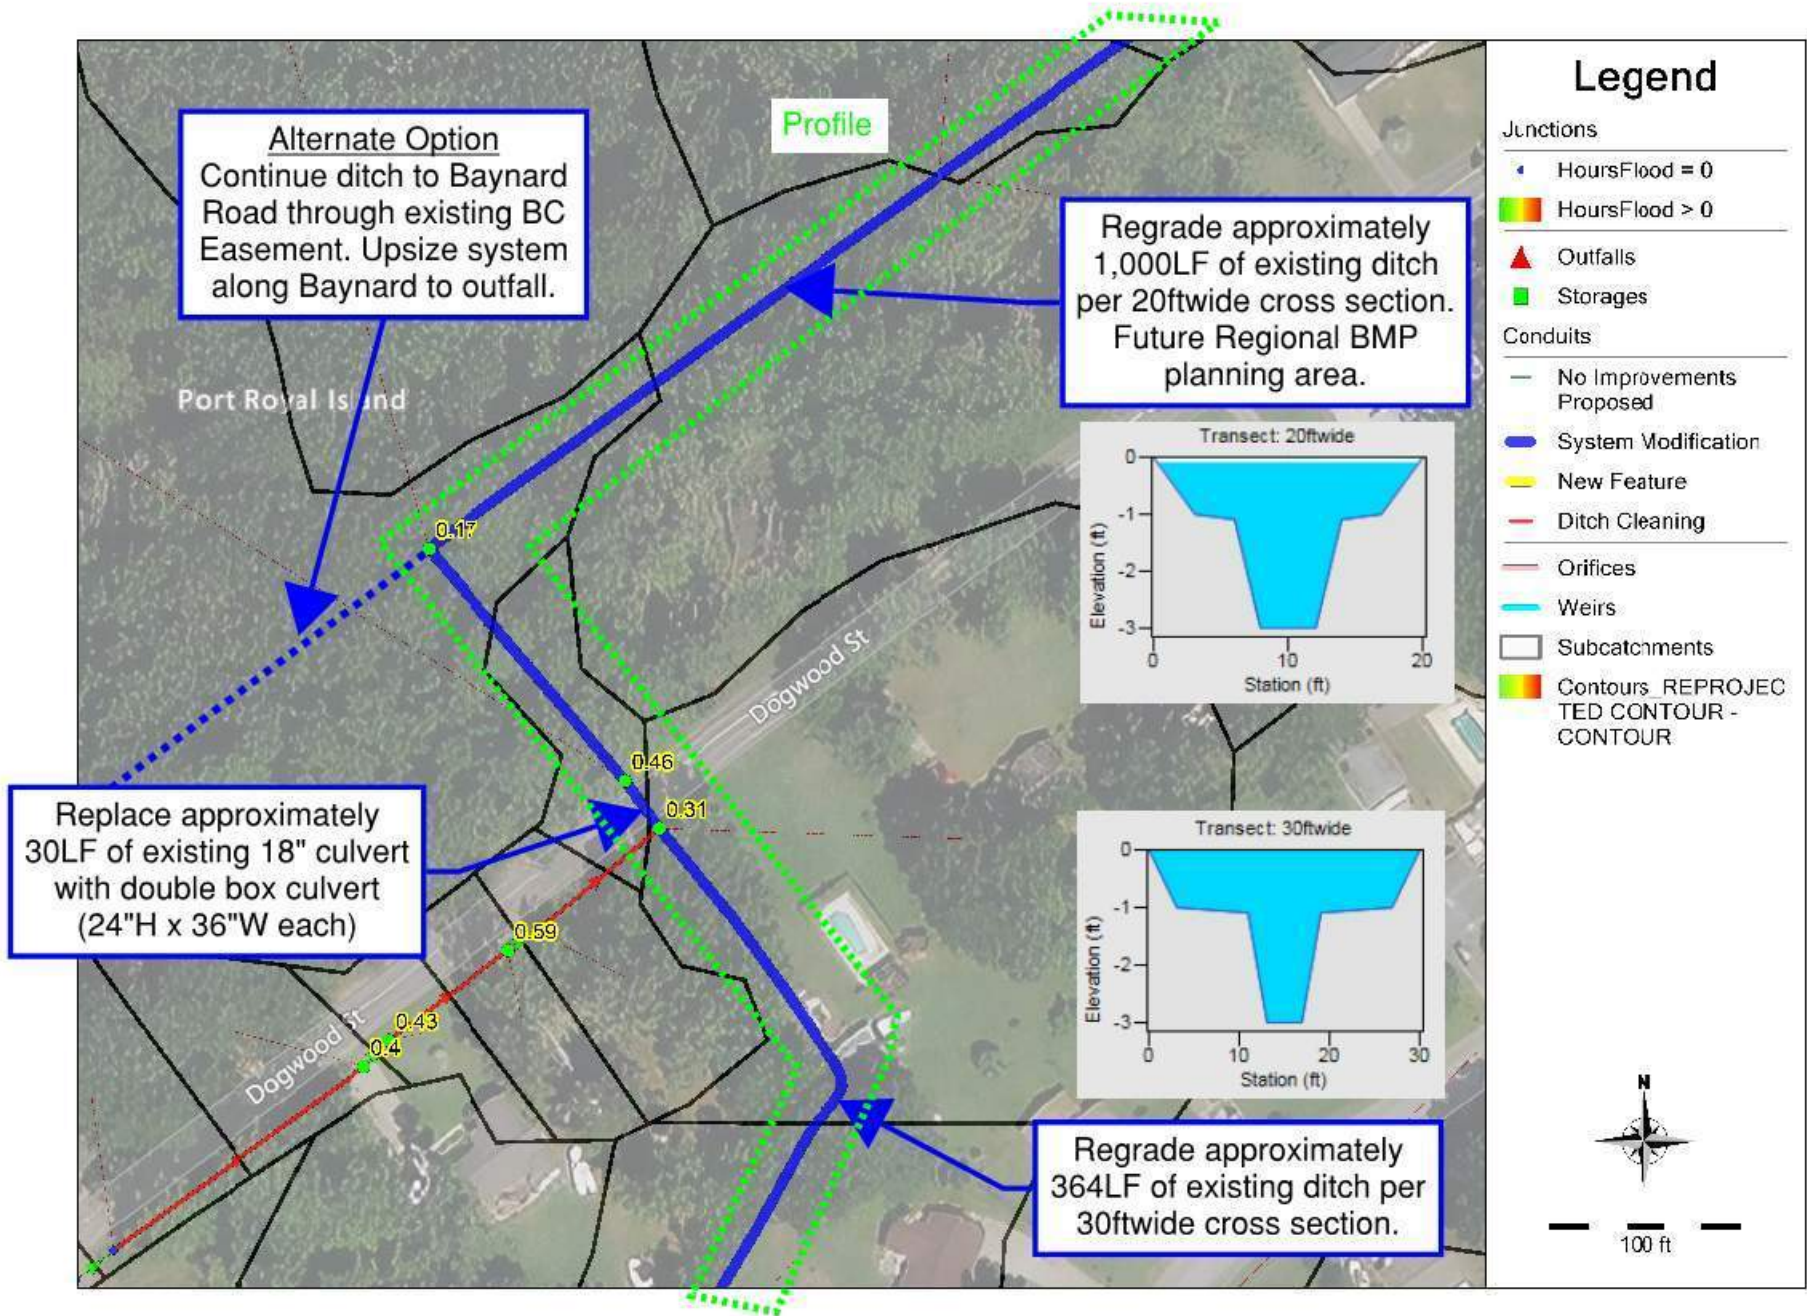 Alternate Option
Continue ditch to Baynard
Road through existing BC
Easement. Upsize system
along Baynard to outfall.
Profile
Regrade approximately
1,000LF of existing ditch
per 20ftwide cross section.
Future Regional BMP
planning area.
Port Royal Island
0.17
Dogwood St
0.46
0.31
Replace approximately
30LF of existing 18" culvert
with double box culvert
(24"H x 36"W each)
0.59
0.43
0.4
Dogwood St
Transect: 20ftwide
Elevation (ft)
0
-1
-2
-3
0 10 20
Station (ft)
Transect: 30ftwide
Elevation (ft)
0
-1
-2
-3
0 10 20 30
Station (ft)
Regrade approximately
364LF of existing ditch per
30ftwide cross section.
Legend
Junctions
HoursFlood = 0
HoursFlood > 0
Outfalls
Storages
Conduits
No Improvements
Proposed
System Modification
New Feature
Ditch Cleaning
Orifices
Weirs
Subcatchments
Contours_REPROJEC
TED CONTOUR -
CONTOUR
N
100 ft